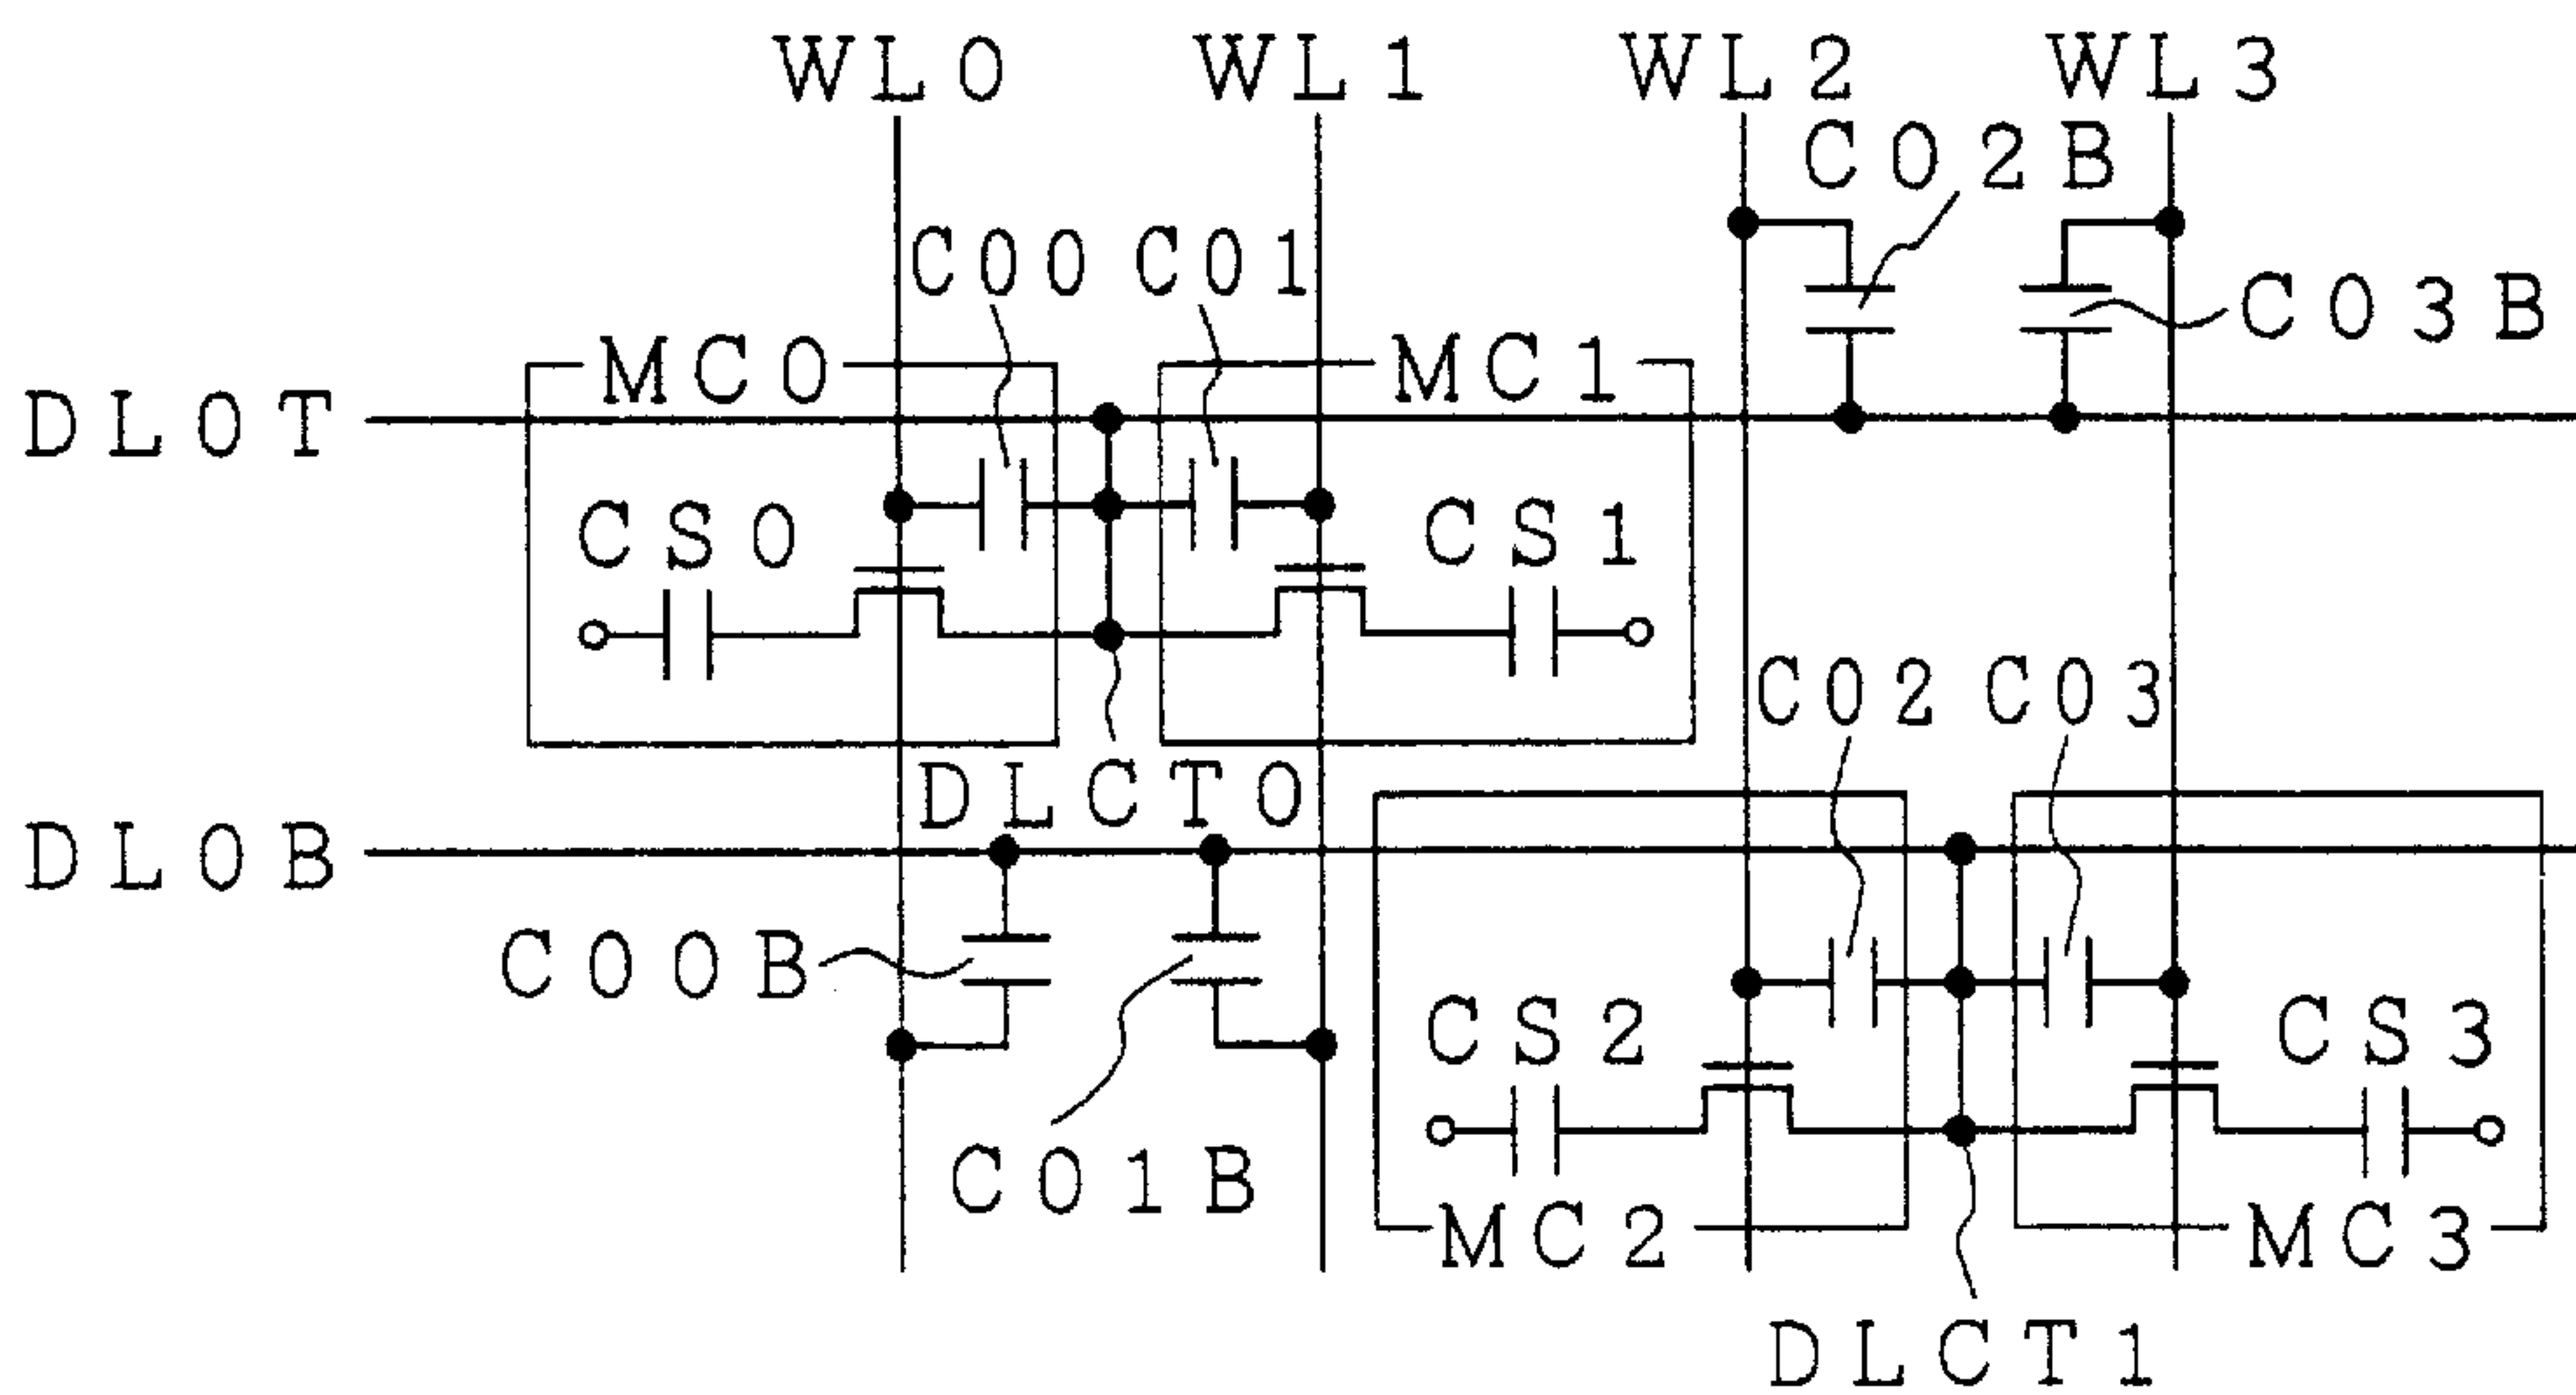 WL0 WL1 WL2 WL3
C02B
C00 C01
C03B
MC0 MC1
DL0T
CS0 CS1
C02 C03
DLCT0
DL0B
C00B
CS2 CS3
C01B
MC2 MC3
DLCT1